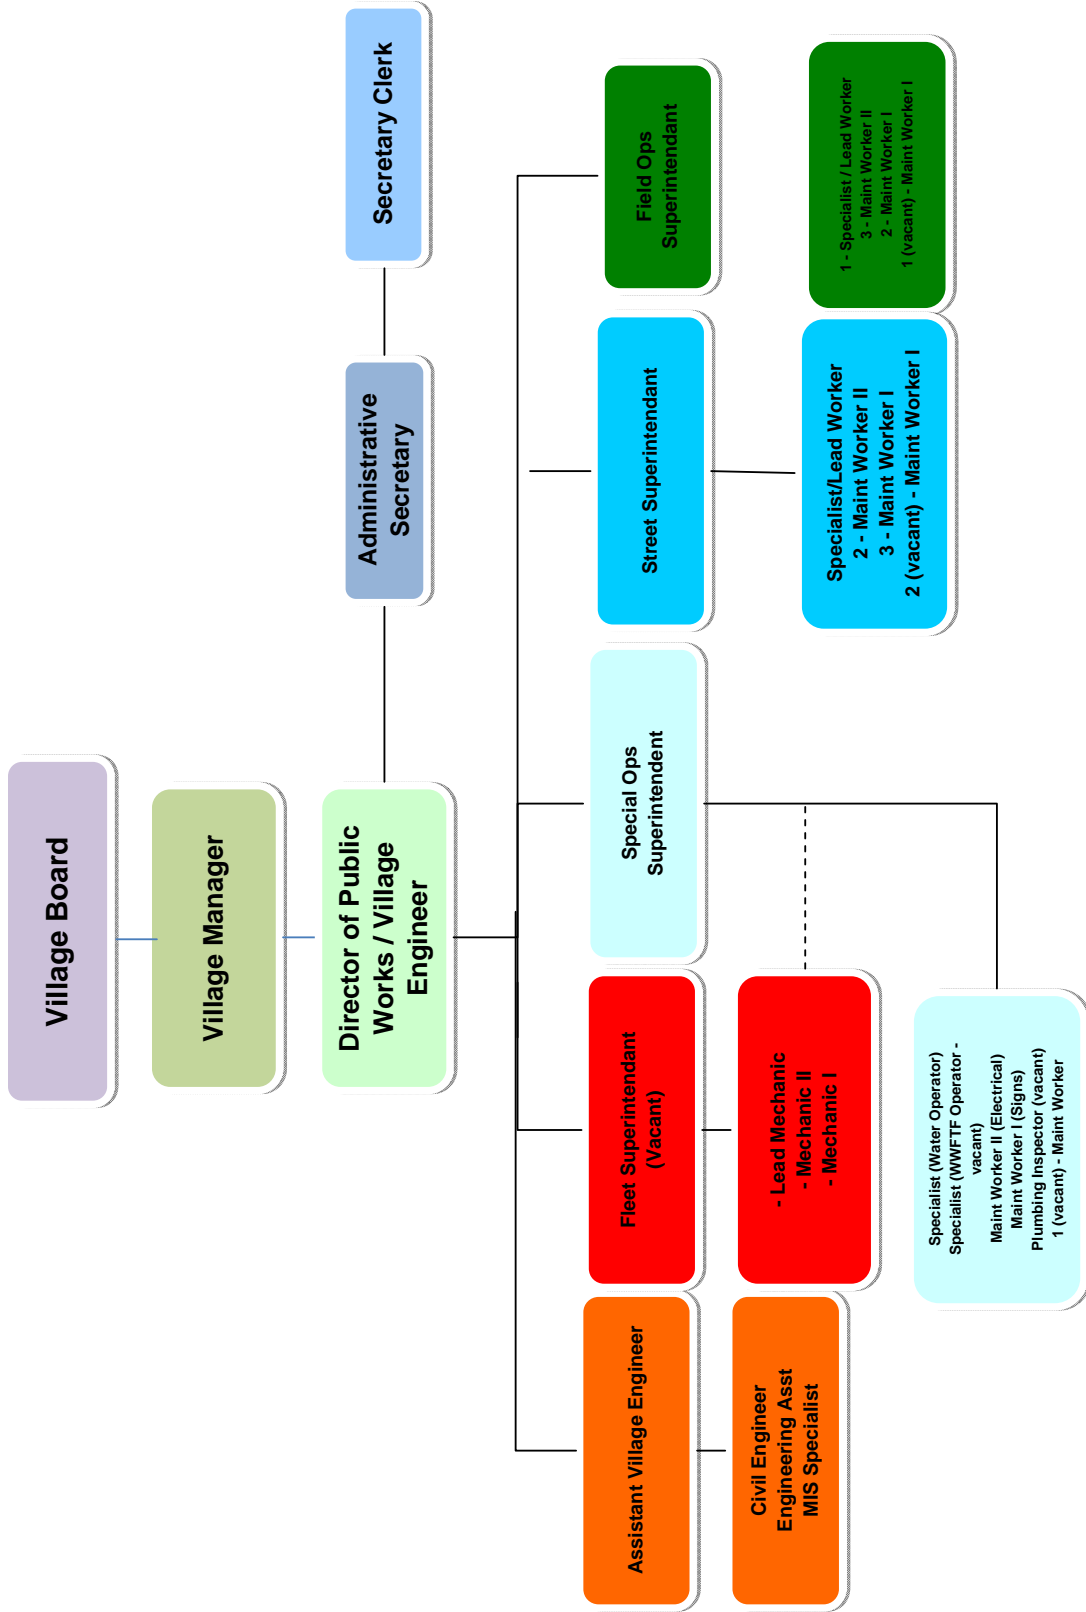 Village Board
Village Manager
Director of Public
Works / Village
Engineer
Administrative
Secretary
Secretary Clerk
Assistant Village Engineer
Fleet Superintendant
(Vacant)
Special Ops
Superintendent
Street Superintendant
Field Ops
Superintendant
Civil Engineer
Engineering Asst
MIS Specialist
- Lead Mechanic
- Mechanic II
- Mechanic I
Specialist (Water Operator)
Specialist (WWFTF Operator -
vacant)
Maint Worker II (Electrical)
Maint Worker I (Signs)
Plumbing Inspector (vacant)
1 (vacant) - Maint Worker
Specialist/Lead Worker
2 - Maint Worker II
3 - Maint Worker I
2 (vacant) - Maint Worker I
1 - Specialist / Lead Worker
3 - Maint Worker II
2 - Maint Worker I
1 (vacant) - Maint Worker I